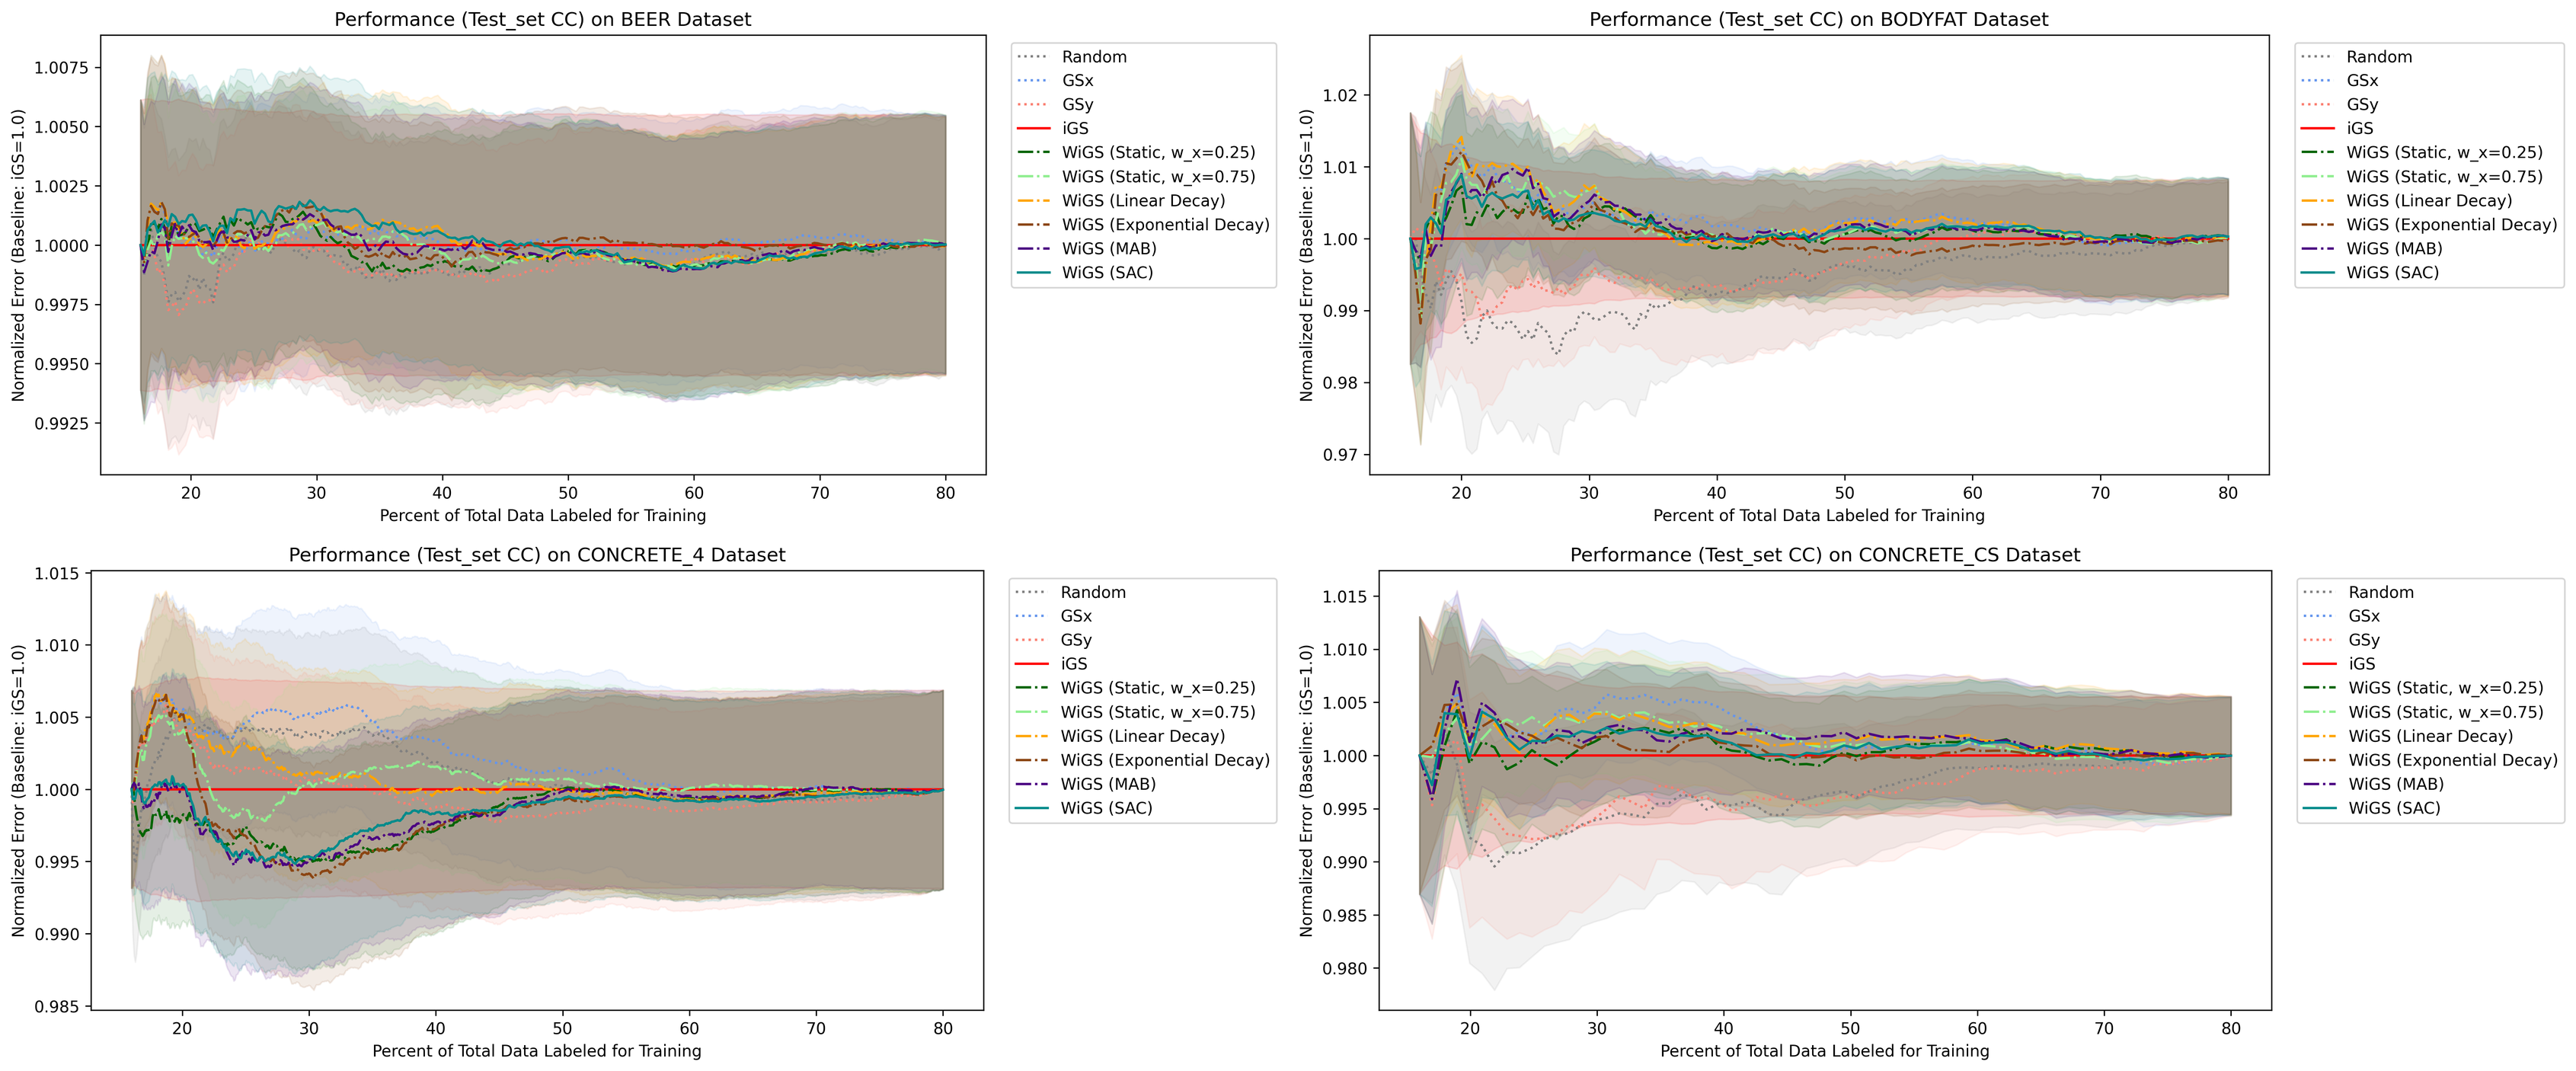 Performance (Test_set CC) on BEER Dataset
Normalized Error (Baseline: iGS=1.0)
1.0075
1.0050
1.0025
1.0000
0.9975
0.9950
0.9925
20 30 40 50 60 70 80
Percent of Total Data Labeled for Training
Random
GSx
GSy
iGS
WiGS (Static, w_x=0.25)
WiGS (Static, w_x=0.75)
WiGS (Linear Decay)
WiGS (Exponential Decay)
WiGS (MAB)
WiGS (SAC)
Performance (Test_set CC) on BODYFAT Dataset
Normalized Error (Baseline: iGS=1.0)
1.02
1.01
1.00
0.99
0.98
0.97
20 30 40 50 60 70 80
Percent of Total Data Labeled for Training
Random
GSx
GSy
iGS
WiGS (Static, w_x=0.25)
WiGS (Static, w_x=0.75)
WiGS (Linear Decay)
WiGS (Exponential Decay)
WiGS (MAB)
WiGS (SAC)
Performance (Test_set CC) on CONCRETE_4 Dataset
Normalized Error (Baseline: iGS=1.0)
1.015
1.010
1.005
1.000
0.995
0.990
0.985
20 30 40 50 60 70 80
Percent of Total Data Labeled for Training
Random
GSx
GSy
iGS
WiGS (Static, w_x=0.25)
WiGS (Static, w_x=0.75)
WiGS (Linear Decay)
WiGS (Exponential Decay)
WiGS (MAB)
WiGS (SAC)
Performance (Test_set CC) on CONCRETE_CS Dataset
Normalized Error (Baseline: iGS=1.0)
1.015
1.010
1.005
1.000
0.995
0.990
0.985
0.980
20 30 40 50 60 70 80
Percent of Total Data Labeled for Training
Random
GSx
GSy
iGS
WiGS (Static, w_x=0.25)
WiGS (Static, w_x=0.75)
WiGS (Linear Decay)
WiGS (Exponential Decay)
WiGS (MAB)
WiGS (SAC)